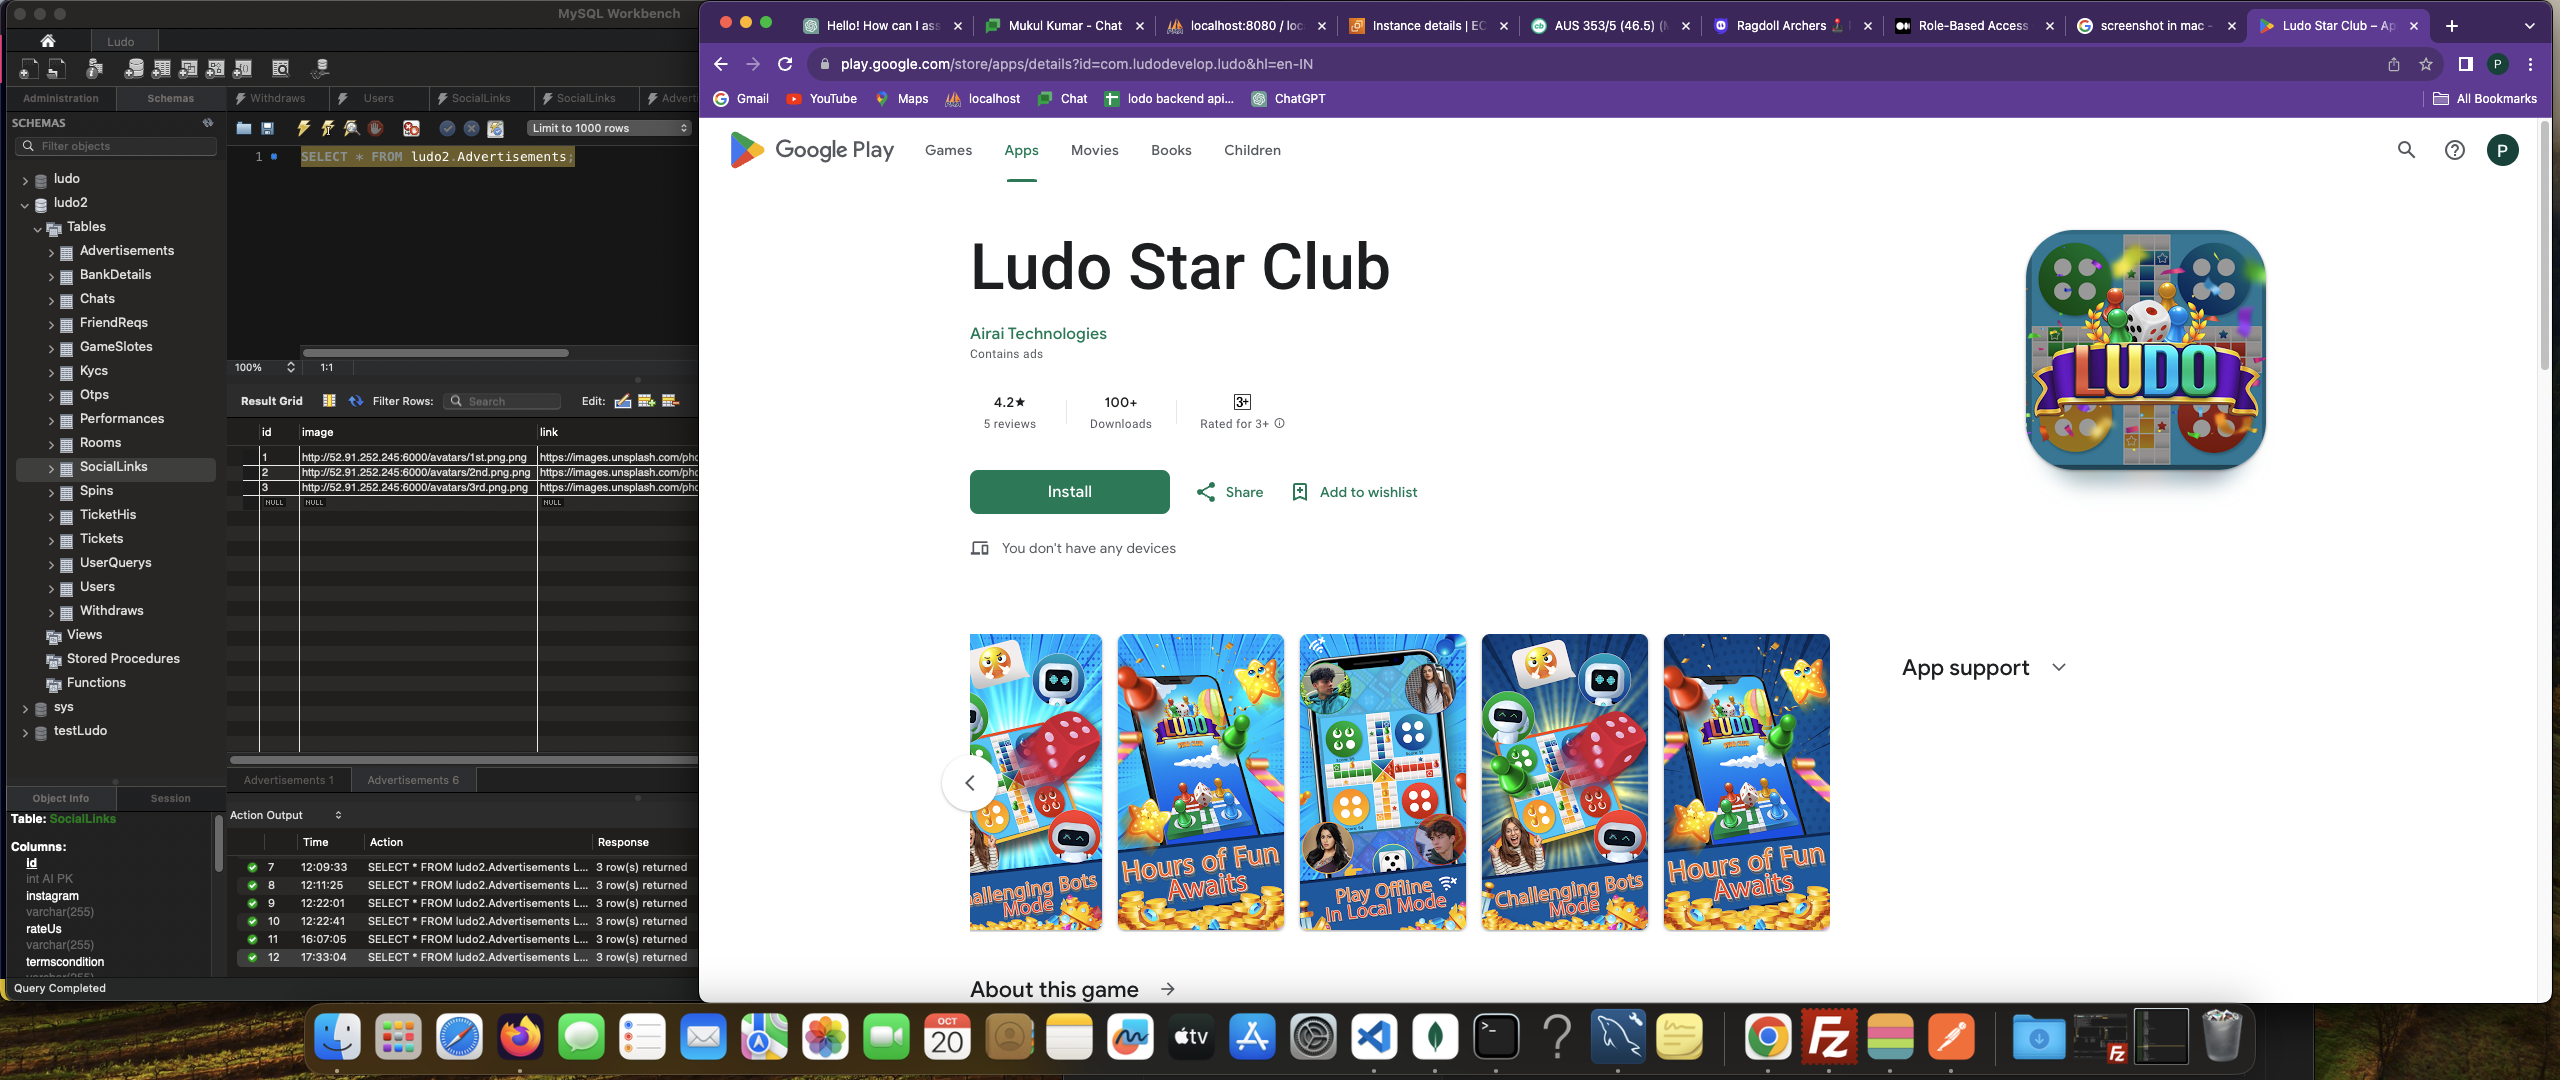 MySQL Workbench
Ludo
Administration
Schemas
Withdraws
Users
SocialLinks
SocialLinks
Adverti
SCHEMAS
Filter objects
Limit to 1000 rows
1
SELECT * FROM ludo2.Advertisements;
ludo
ludo2
Tables
Advertisements
BankDetails
Chats
FriendReqs
GameSlotes
Kycs
Otps
Performances
Rooms
SocialLinks
Spins
TicketHis
Tickets
UserQuerys
Users
Withdraws
Views
Stored Procedures
Functions
sys
testLudo
100%
1:1
Result Grid
Filter Rows:
Search
Edit:
id image link
1 http://52.91.252.245:6000/avatars/1st.png.png https://images.unsplash.com/pho
2 http://52.91.252.245:6000/avatars/2nd.png.png https://images.unsplash.com/pho
3 http://52.91.252.245:6000/avatars/3rd.png.png https://images.unsplash.com/pho
NULL NULL NULL
Advertisements 1
Advertisements 6
Object Info
Session
Table: SocialLinks
Columns:
id
int AI PK
instagram
varchar(255)
rateUs
varchar(255)
termscondition
varchar(255)
Action Output
Time Action Response
7 12:09:33 SELECT * FROM ludo2.Advertisements L... 3 row(s) returned
8 12:11:25 SELECT * FROM ludo2.Advertisements L... 3 row(s) returned
9 12:22:01 SELECT * FROM ludo2.Advertisements L... 3 row(s) returned
10 12:22:41 SELECT * FROM ludo2.Advertisements L... 3 row(s) returned
11 16:07:05 SELECT * FROM ludo2.Advertisements L... 3 row(s) returned
12 17:33:04 SELECT * FROM ludo2.Advertisements L... 3 row(s) returned
Query Completed
Hello! How can I ass
Mukul Kumar - Chat
localhost:8080 / loc
Instance details | EC
AUS 353/5 (46.5) (M
Ragdoll Archers
Role-Based Access
screenshot in mac -
Ludo Star Club – Ap
play.google.com/store/apps/details?id=com.ludodevelop.ludo&hl=en-IN
P
Gmail
YouTube
Maps
localhost
Chat
lodo backend api...
ChatGPT
All Bookmarks
Google Play
Games
Apps
Movies
Books
Children
P
Ludo Star Club
Airai Technologies
Contains ads
4.2★
5 reviews
100+
Downloads
3+
Rated for 3+
Install
Share
Add to wishlist
You don't have any devices
LUDO
allenging Bots
Mode
LUDO
Hours of Fun
Awaits
Play Offline
In Local Mode
Challenging Bots
Mode
LUDO
Hours of Fun
Awaits
App support
About this game
OCT
20
tv
FZ
FZ